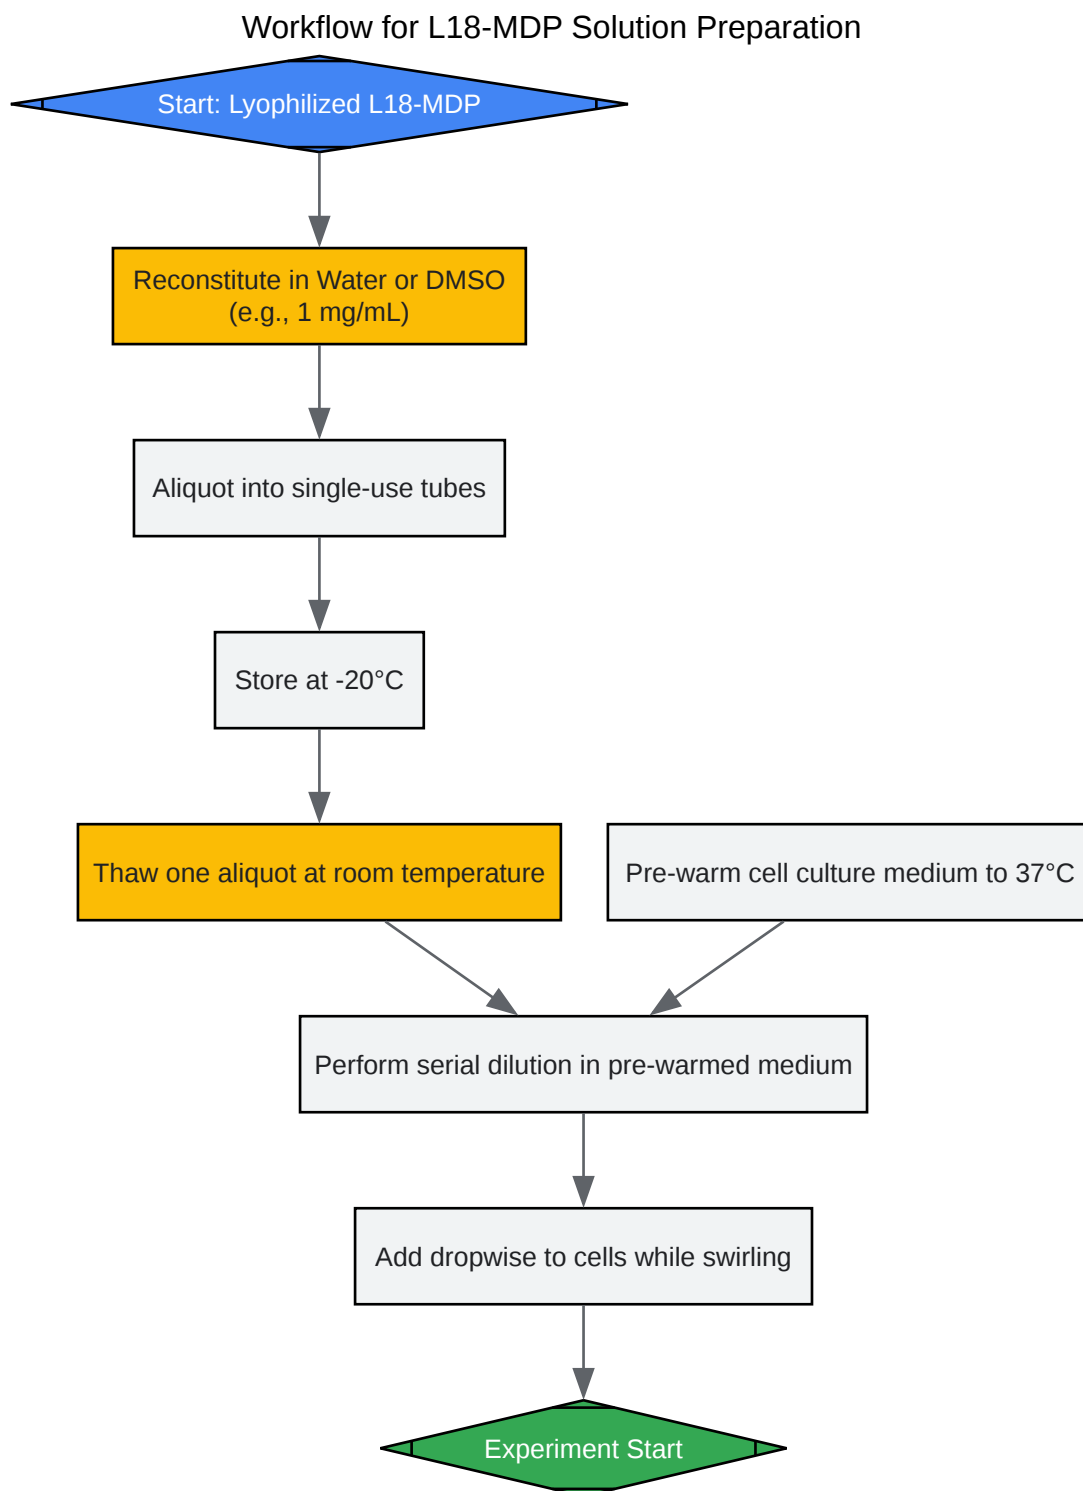 Workflow for L18-MDP Solution Preparation
Start: Lyophilized L18-MDP
Reconstitute in Water or DMSO
(e.g., 1 mg/mL)
Aliquot into single-use tubes
Store at -20°C
Thaw one aliquot at room temperature
Pre-warm cell culture medium to 37°C
Perform serial dilution in pre-warmed medium
Add dropwise to cells while swirling
Experiment Start